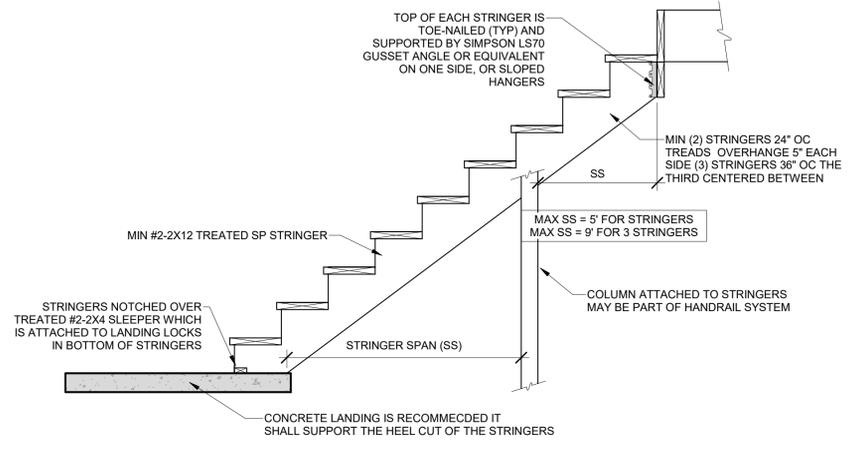 TOP OF EACH STRINGER IS
TOE-NAILED (TYP) AND
SUPPORTED BY SIMPSON LS70
GUSSET ANGLE OR EQUIVALENT
ON ONE SIDE, OR SLOPED
HANGERS
MIN (2) STRINGERS 24" OC
TREADS OVERHANGE 5" EACH
SIDE (3) STRINGERS 36" OC THE
THIRD CENTERED BETWEEN
SS
MAX SS = 5' FOR STRINGERS
MAX SS = 9' FOR 3 STRINGERS
MIN #2-2X12 TREATED SP STRINGER
COLUMN ATTACHED TO STRINGERS
MAY BE PART OF HANDRAIL SYSTEM
STRINGERS NOTCHED OVER
TREATED #2-2X4 SLEEPER WHICH
IS ATTACHED TO LANDING LOCKS
IN BOTTOM OF STRINGERS
STRINGER SPAN (SS)
CONCRETE LANDING IS RECOMMECDED IT
SHALL SUPPORT THE HEEL CUT OF THE STRINGERS